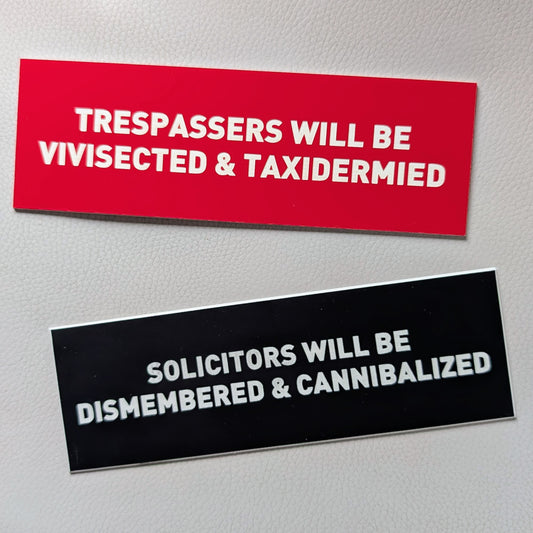 TRESPASSERS WILL BE
VIVISECTED & TAXIDERMIED
SOLICITORS WILL BE
DISMEMBERED & CANNIBALIZED